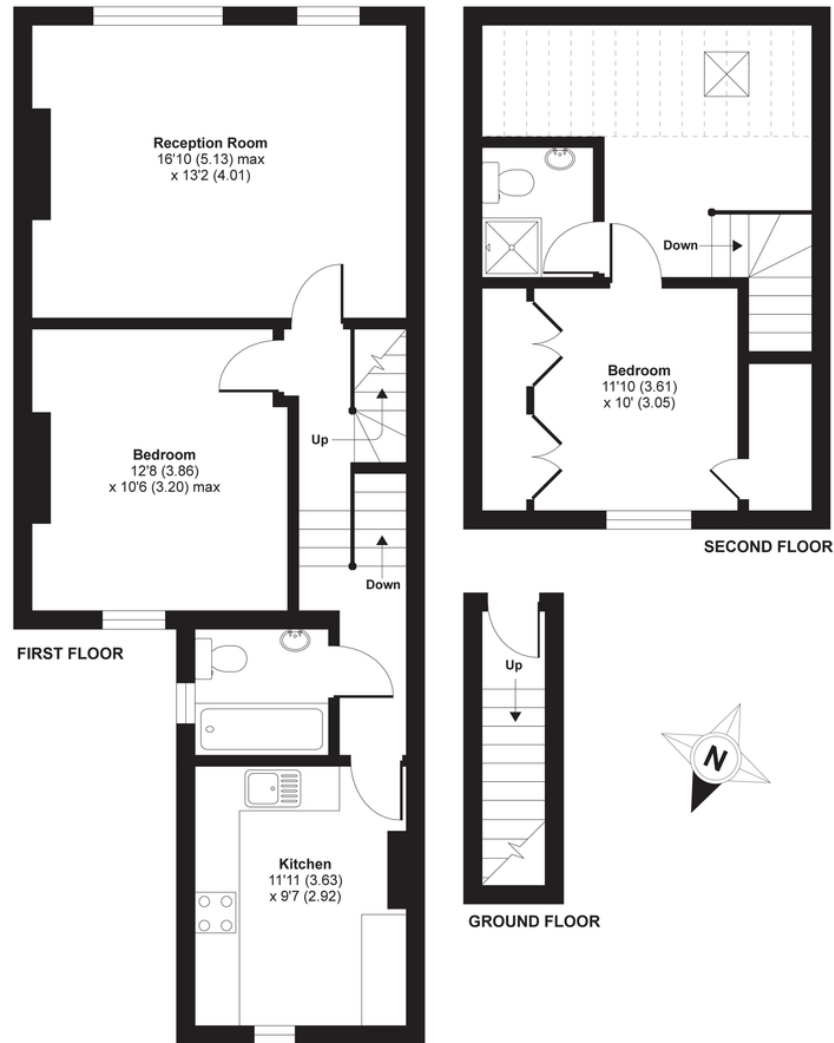 Reception Room
16'10 (5.13) max
x 13'2 (4.01)
Bedroom
12'8 (3.86)
x 10'6 (3.20) max
Up
Down
FIRST FLOOR
Kitchen
11'11 (3.63)
x 9'7 (2.92)
Down
Bedroom
11'10 (3.61)
x 10' (3.05)
SECOND FLOOR
Up
GROUND FLOOR
N